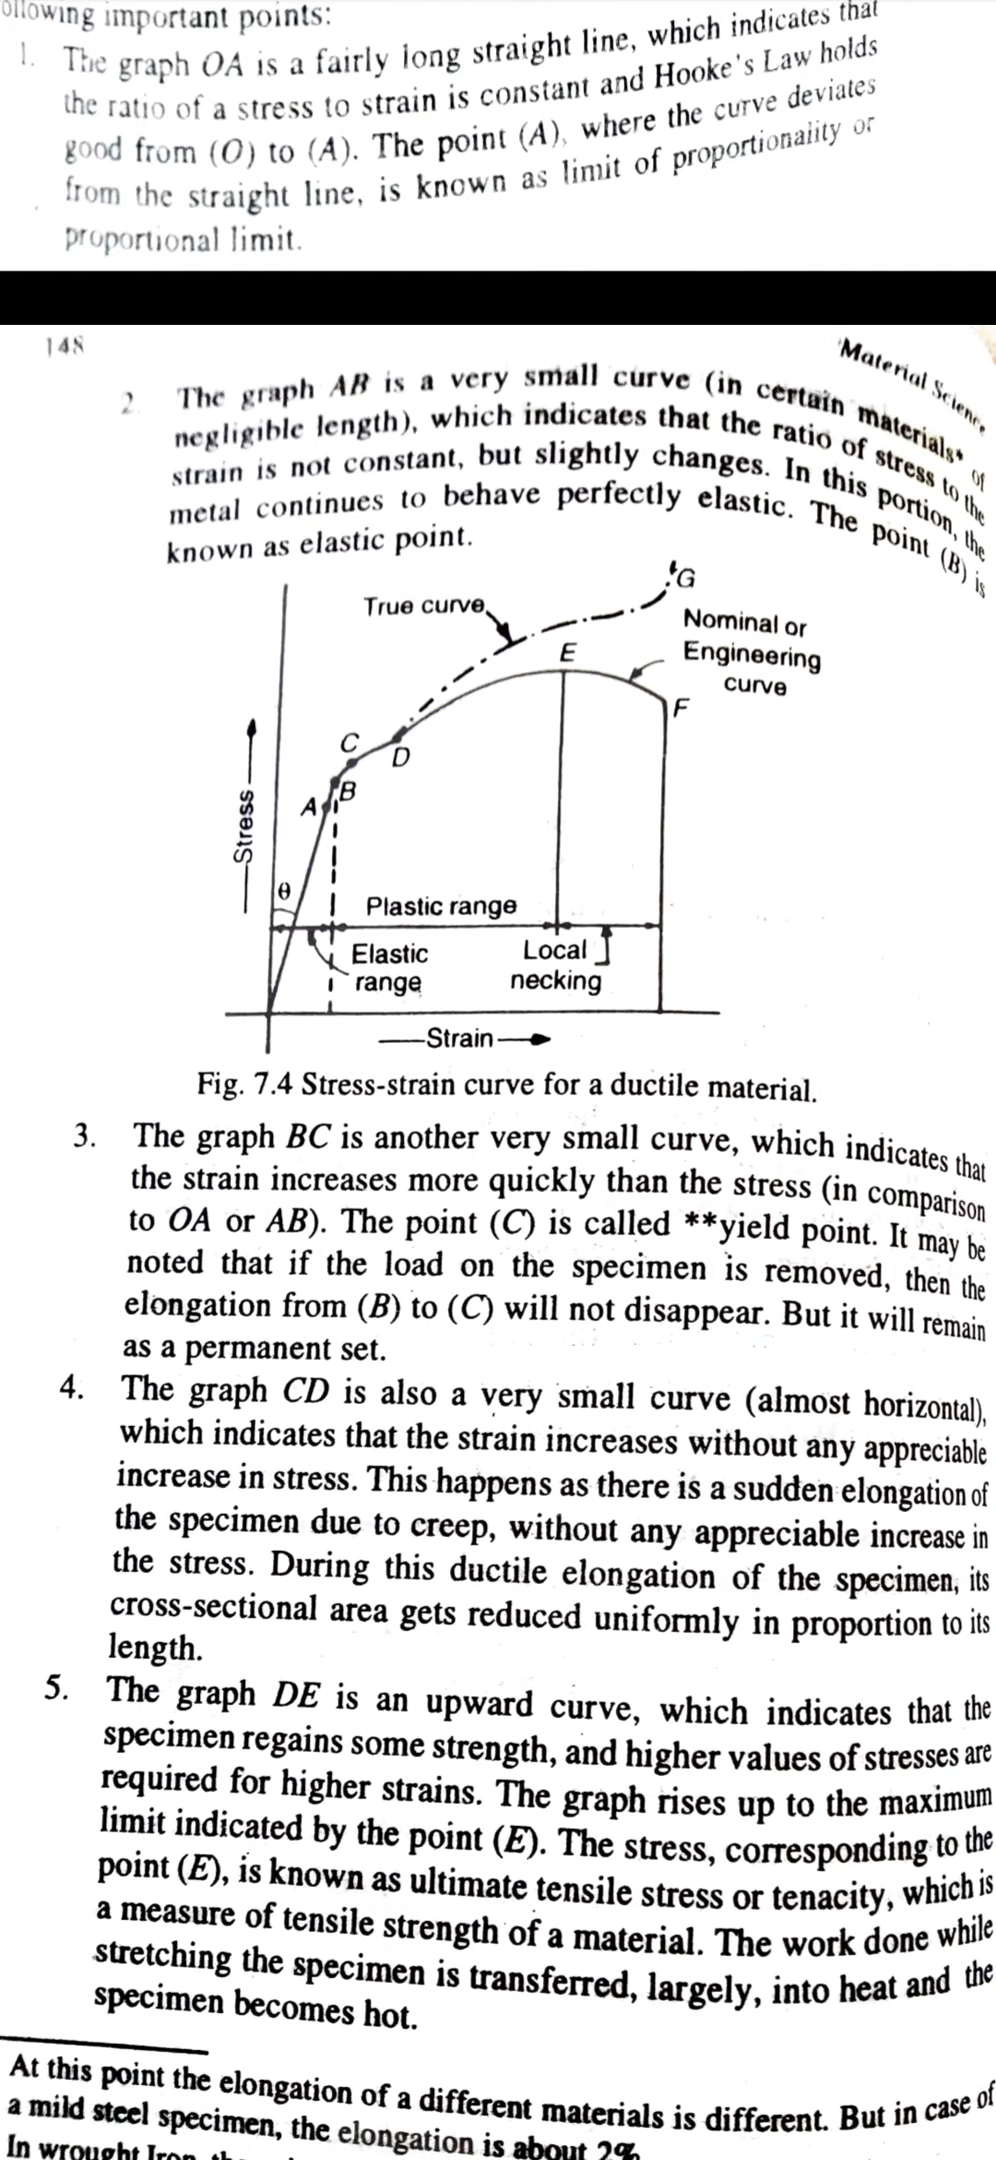 ollowing important points:
1. The graph OA is a fairly long straight line, which indicates that
the ratio of a stress to strain is constant and Hooke's Law holds
good from (O) to (A). The point (A), where the curve deviates
from the straight line, is known as limit of proportionality or
proportional limit.
148
Material Science
2. The graph AB is a very small curve (in certain materials* of
negligible length), which indicates that the ratio of stress to the
strain is not constant, but slightly changes. In this portion, the
metal continues to behave perfectly elastic. The point (B) is
known as elastic point.
G
True curve
Nominal or
Engineering
curve
E
F
C
D
B
A
Stress
θ
Plastic range
Elastic
range
Local
necking
Strain
Fig. 7.4 Stress-strain curve for a ductile material.
3. The graph BC is another very small curve, which indicates that
the strain increases more quickly than the stress (in comparison
to OA or AB). The point (C) is called **yield point. It may be
noted that if the load on the specimen is removed, then the
elongation from (B) to (C) will not disappear. But it will remain
as a permanent set.
4. The graph CD is also a very small curve (almost horizontal),
which indicates that the strain increases without any appreciable
increase in stress. This happens as there is a sudden elongation of
the specimen due to creep, without any appreciable increase in
the stress. During this ductile elongation of the specimen, its
cross-sectional area gets reduced uniformly in proportion to its
length.
5. The graph DE is an upward curve, which indicates that the
specimen regains some strength, and higher values of stresses are
required for higher strains. The graph rises up to the maximum
limit indicated by the point (E). The stress, corresponding to the
point (E), is known as ultimate tensile stress or tenacity, which is
a measure of tensile strength of a material. The work done while
stretching the specimen is transferred, largely, into heat and the
specimen becomes hot.
At this point the elongation of a different materials is different. But in case of
a mild steel specimen, the elongation is about 2%
In wrought Iron